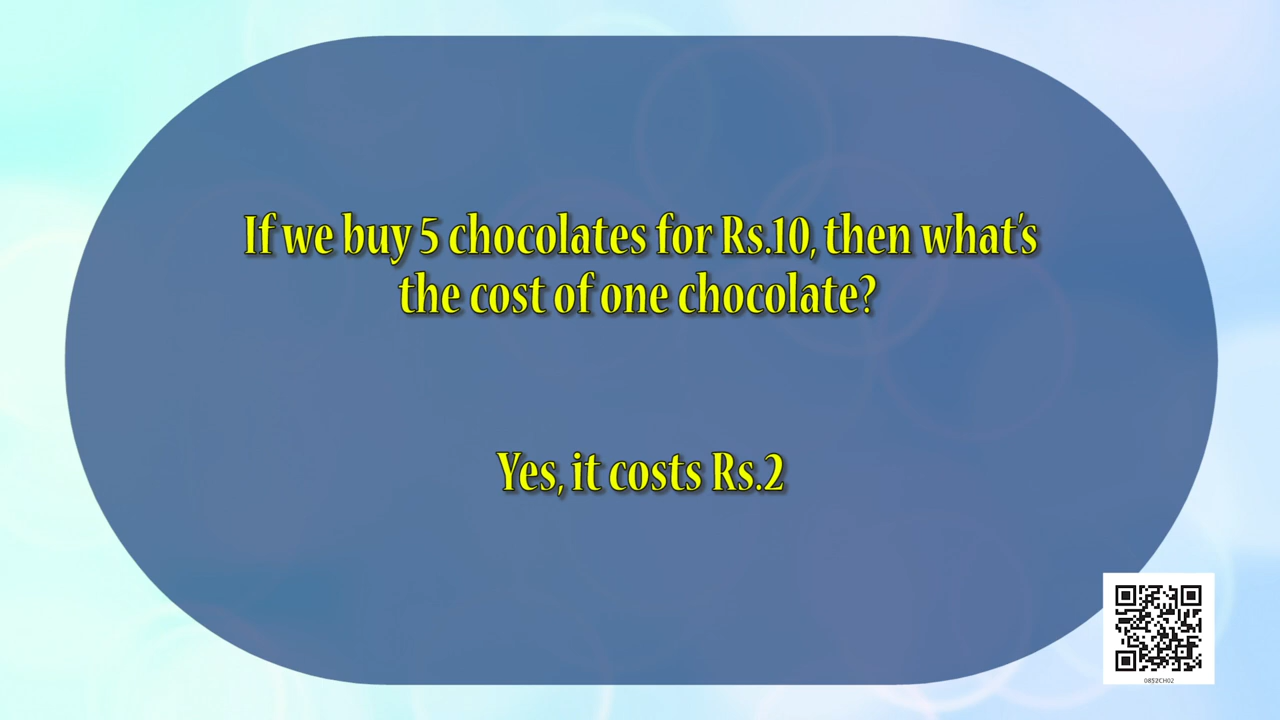 If we buy 5 chocolates for Rs.10, then what's
the cost of one chocolate?
Yes, it costs Rs.2
0852CH02